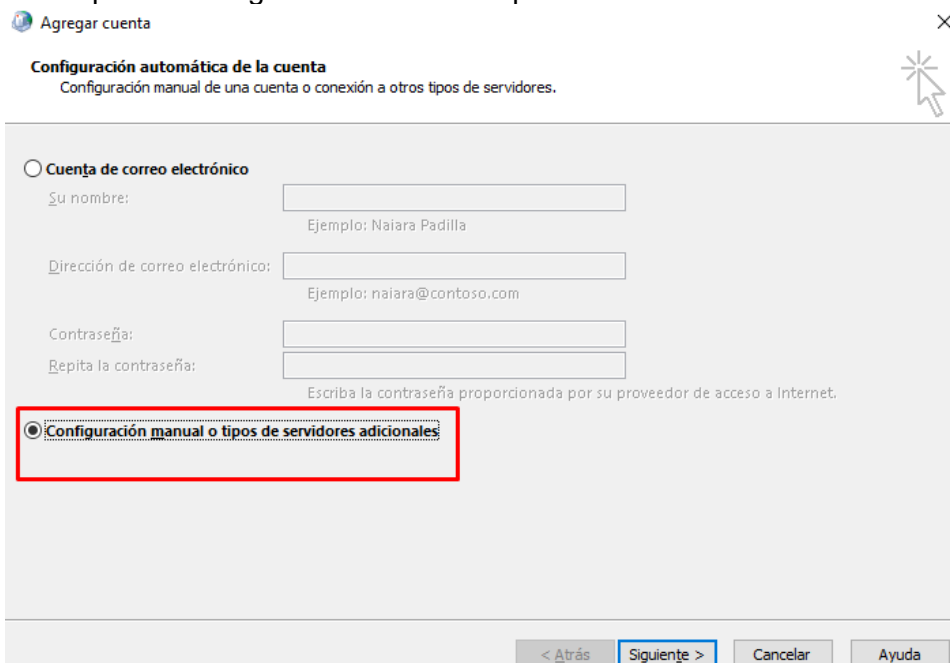 Agregar cuenta
Configuración automática de la cuenta
Configuración manual de una cuenta o conexión a otros tipos de servidores.
Cuenta de correo electrónico
Su nombre:
Ejemplo: Naiara Padilla
Dirección de correo electrónico:
Ejemplo: naiara@contoso.com
Contraseña:
Repita la contraseña:
Escriba la contraseña proporcionada por su proveedor de acceso a Internet.
Configuración manual o tipos de servidores adicionales
< Atrás Siguiente > Cancelar Ayuda